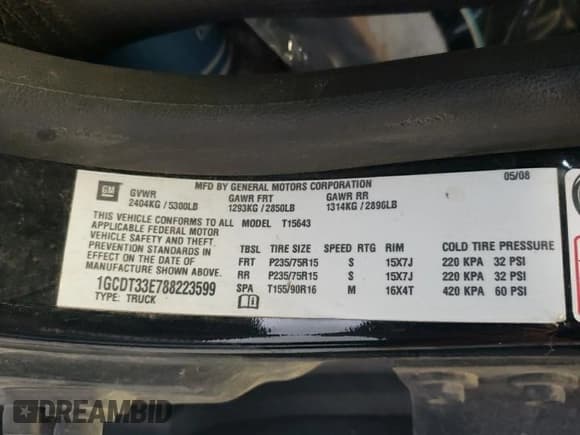 GM
MFD BY GENERAL MOTORS CORPORATION
05/08
GVWR GAWR FRT GAWR RR
2404KG / 5300LB 1293KG / 2850LB 1314KG / 2896LB
THIS VEHICLE CONFORMS TO ALL MODEL T15643
APPLICABLE FEDERAL MOTOR
VEHICLE SAFETY AND THEFT
PREVENTION STANDARDS IN
EFFECT ON THE DATE OF
MANUFACTURE SHOWN ABOVE.
1GCDT33E788223599
TYPE: TRUCK
TBSL TIRE SIZE SPEED RTG RIM COLD TIRE PRESSURE
FRT P235/75R15 S 15X7J 220 KPA 32 PSI
RR P235/75R15 S 15X7J 220 KPA 32 PSI
SPA T155/90R16 M 16X4T 420 KPA 60 PSI
DREAMBID